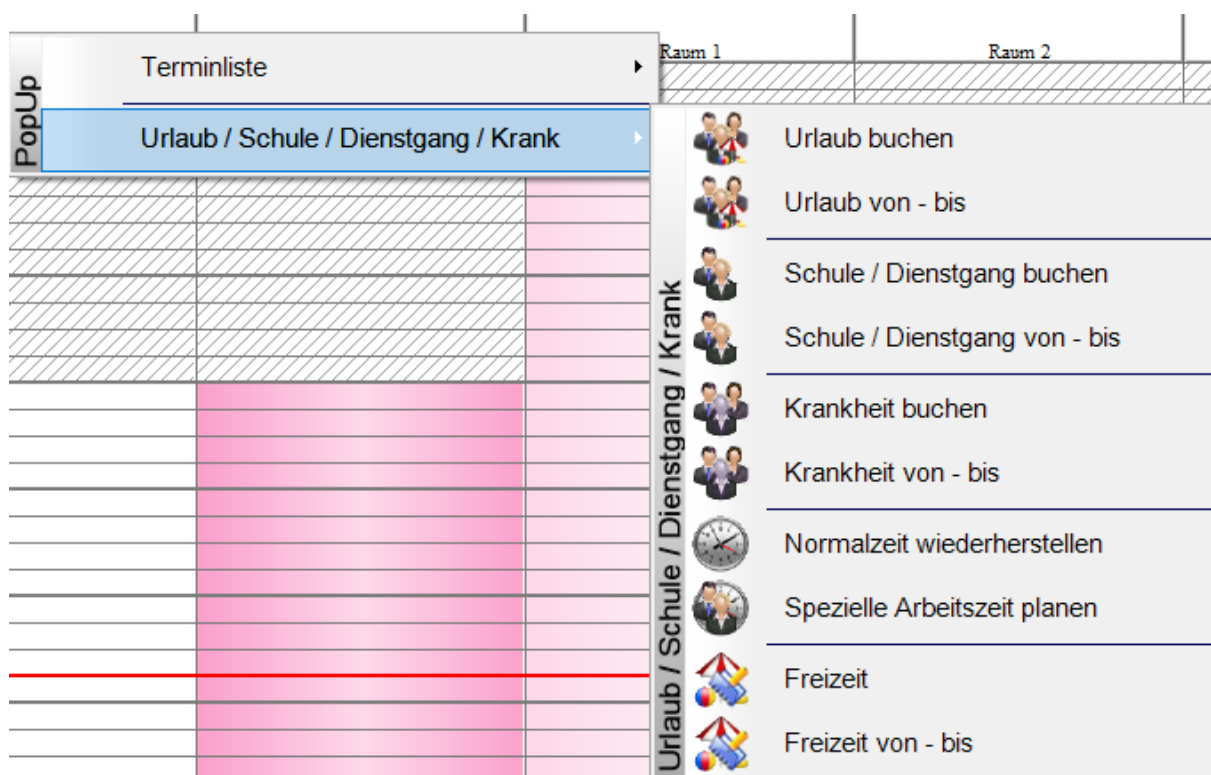 Raum 1
Raum 2
PopUp
Terminliste
Urlaub / Schule / Dienstgang / Krank
Urlaub / Schule / Dienstgang / Krank
Urlaub buchen
Urlaub von - bis
Schule / Dienstgang buchen
Schule / Dienstgang von - bis
Krankheit buchen
Krankheit von - bis
Normalzeit wiederherstellen
Spezielle Arbeitszeit planen
Freizeit
Freizeit von - bis